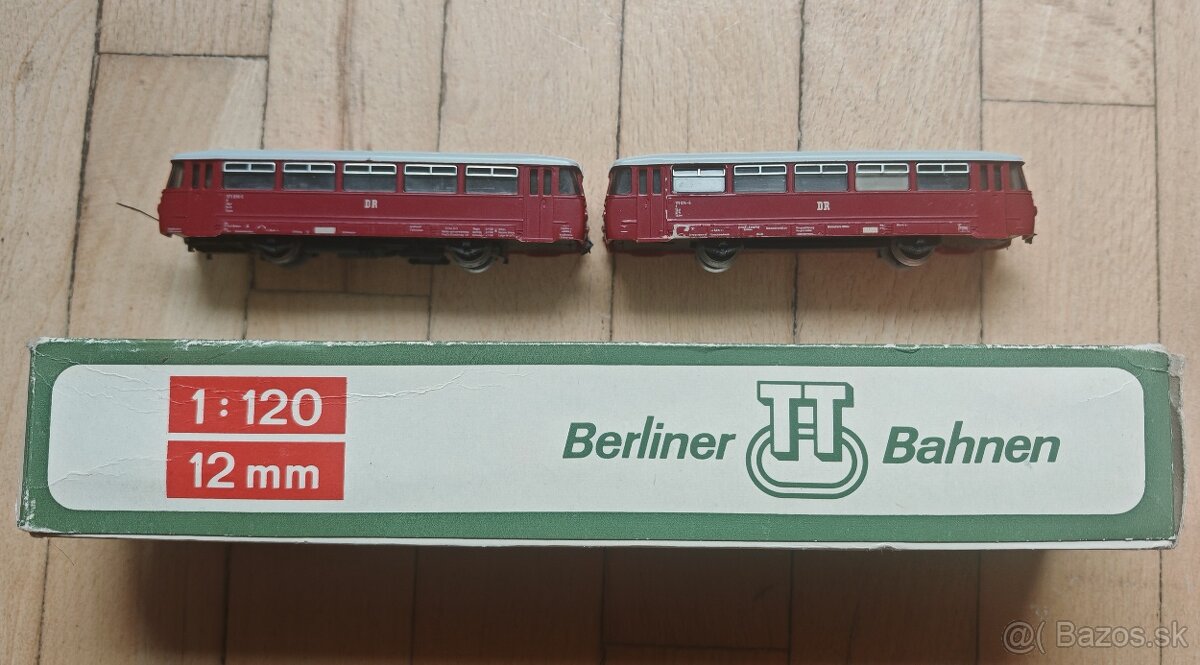 DR
DR
1:120
12 mm
Berliner TT Bahnen
@( Bazos.sk